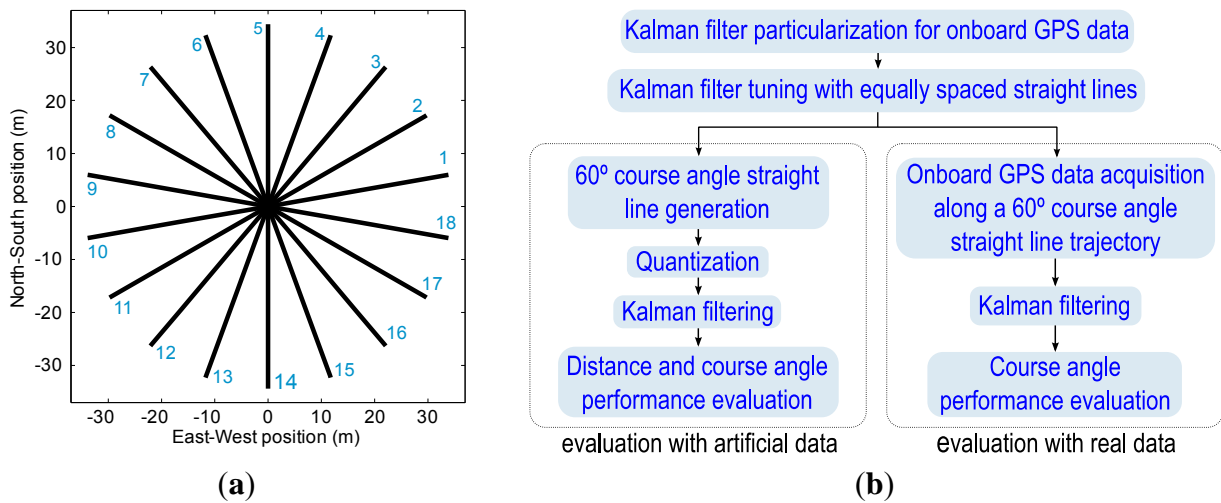 30
20
10
0
-10
-20
-30
North-South position (m)
5
4
6
3
7
2
8
1
9
18
10
17
11
16
12
15
13
14
-30 -20 -10 0 10 20 30
East-West position (m)
(a)
Kalman filter particularization for onboard GPS data
Kalman filter tuning with equally spaced straight lines
60º course angle straight
line generation
Quantization
Kalman filtering
Distance and course angle
performance evaluation
evaluation with artificial data
Onboard GPS data acquisition
along a 60º course angle
straight line trajectory
Kalman filtering
Course angle
performance evaluation
evaluation with real data
(b)